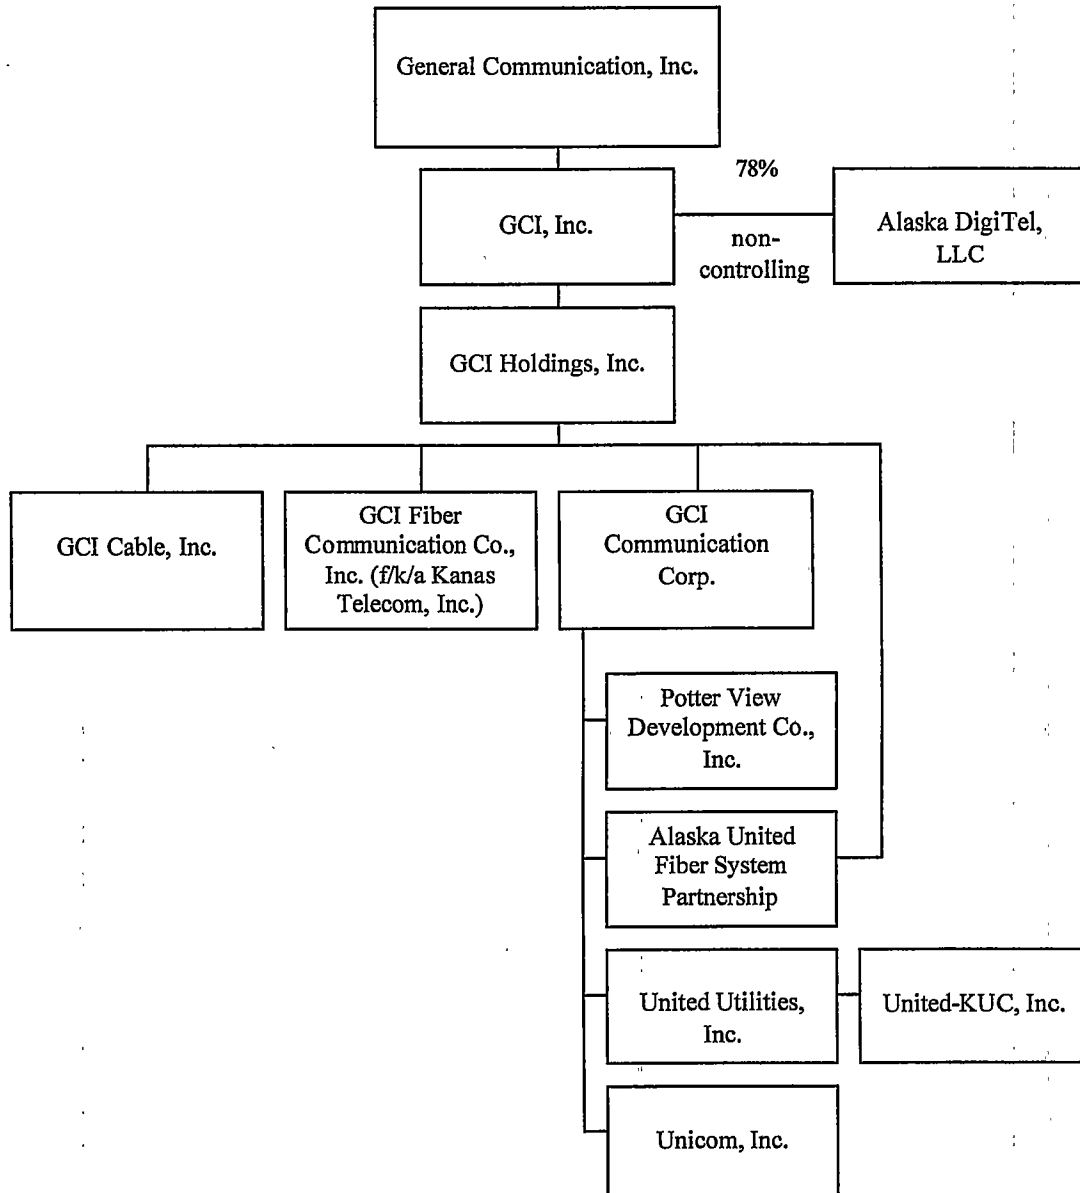 General Communication, Inc.
78%
GCI, Inc.
non-
controlling
Alaska DigiTel,
LLC
GCI Holdings, Inc.
GCI Cable, Inc.
GCI Fiber
Communication Co.,
Inc. (f/k/a Kanas
Telecom, Inc.)
GCI
Communication
Corp.
Potter View
Development Co.,
Inc.
Alaska United
Fiber System
Partnership
United Utilities,
Inc.
United-KUC, Inc.
Unicom, Inc.